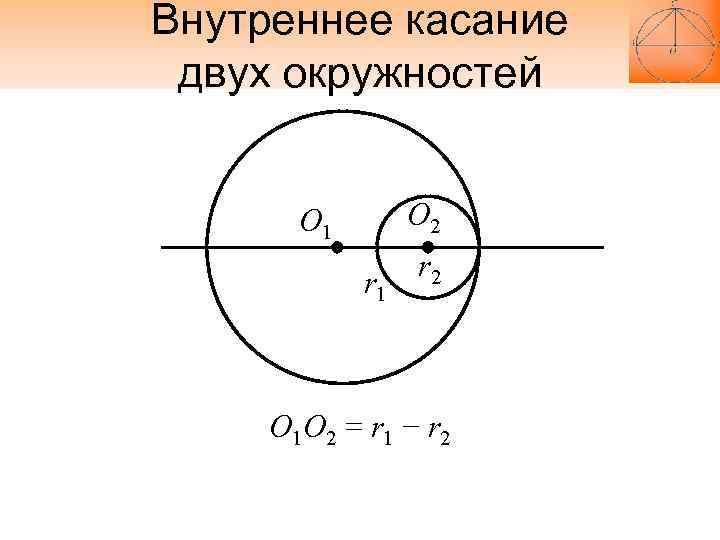 Внутреннее касание
двух окружностей
O1
O2
r1
r2
O1O2 = r1 − r2